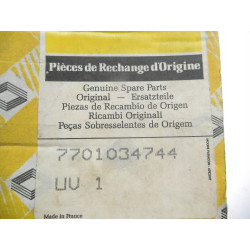 Pièces de Rechange d'Origine
Genuine Spare Parts
Original – Ersatzteile
Piezas de Recambio de Origen
Ricambi Originali
Peças Sobresselentes de Origem
7701034744
UV 1
Made in France